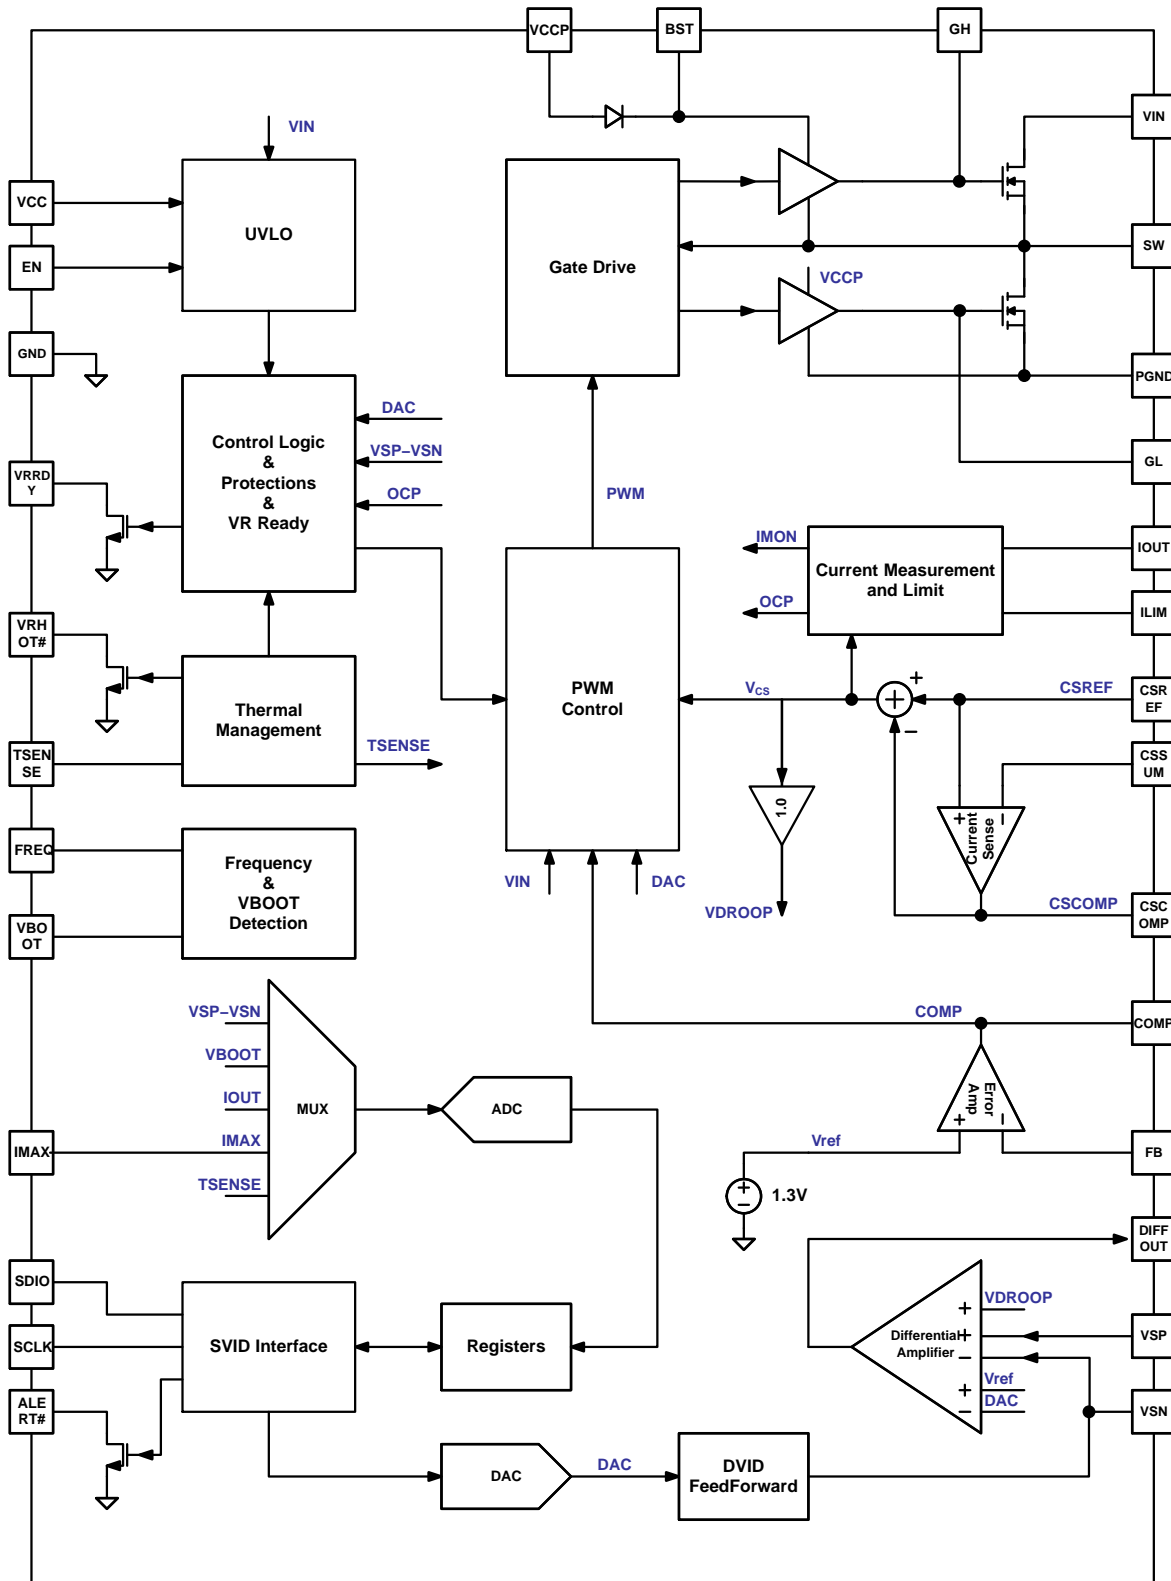 VCCP
BST
GH
VIN
VIN
VCC
UVLO
EN
SW
Gate Drive
VCCP
GND
PGND
DAC
Control Logic
&
Protections
&
VR Ready
VSP–VSN
OCP
VRRD
Y
GL
PWM
IMON
OCP
Current Measurement
and Limit
IOUT
ILIM
VRH
OT#
Thermal
Management
TSENSE
TSEN
SE
PWM
Control
VCS
+
+
–
CSREF
CSR
EF
CSS
UM
1.0
+
–
Current
Sense
FREQ
Frequency
&
VBOOT
Detection
VBO
OT
VIN
DAC
VDROOP
CSCOMP
CSC
OMP
VSP–VSN
VBOOT
IOUT
IMAX
TSENSE
MUX
ADC
IMAX
COMP
COMP
Error
Amp
+
–
Vref
FB
+
–
1.3V
DIFF
OUT
SDIO
SCLK
ALE
RT#
SVID Interface
Registers
VDROOP
+
+
–
+
–
Differential
Amplifier
Vref
DAC
VSP
VSN
DAC
DAC
DVID
FeedForward